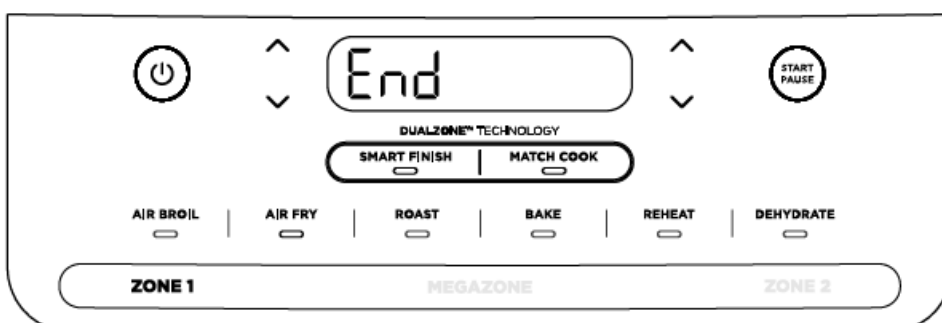 START
PAUSE
End
DUALZONE™ TECHNOLOGY
SMART FINISH MATCH COOK
AIR BROIL AIR FRY ROAST BAKE REHEAT DEHYDRATE
ZONE 1 MEGAZONE ZONE 2